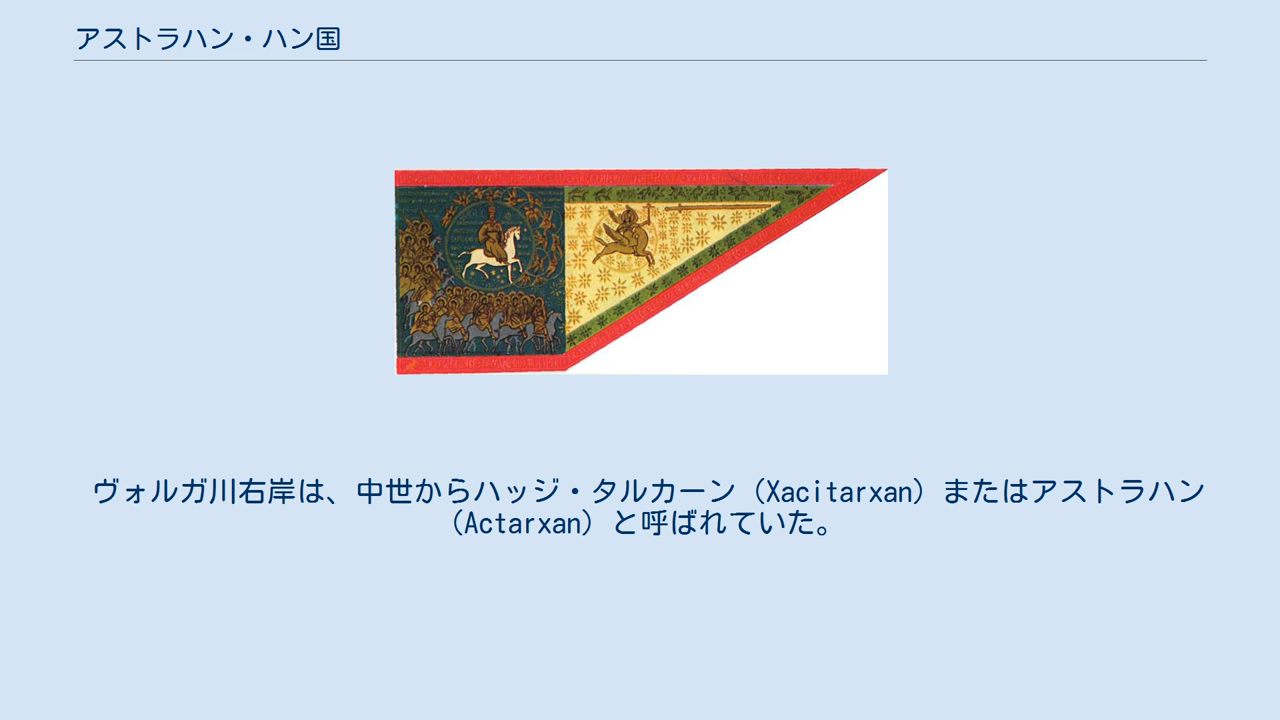 アストラハン・ハン国
ヴォルガ川右岸は、中世からハッジ・タルカーン（Xacitarxan）またはアストラハン
（Actarxan）と呼ばれていた。